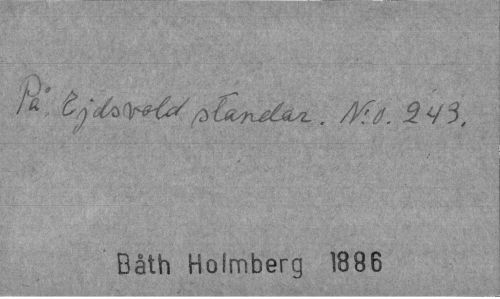 På. Ejdsvold standar. N:o. 243.
Båth Holmberg 1886